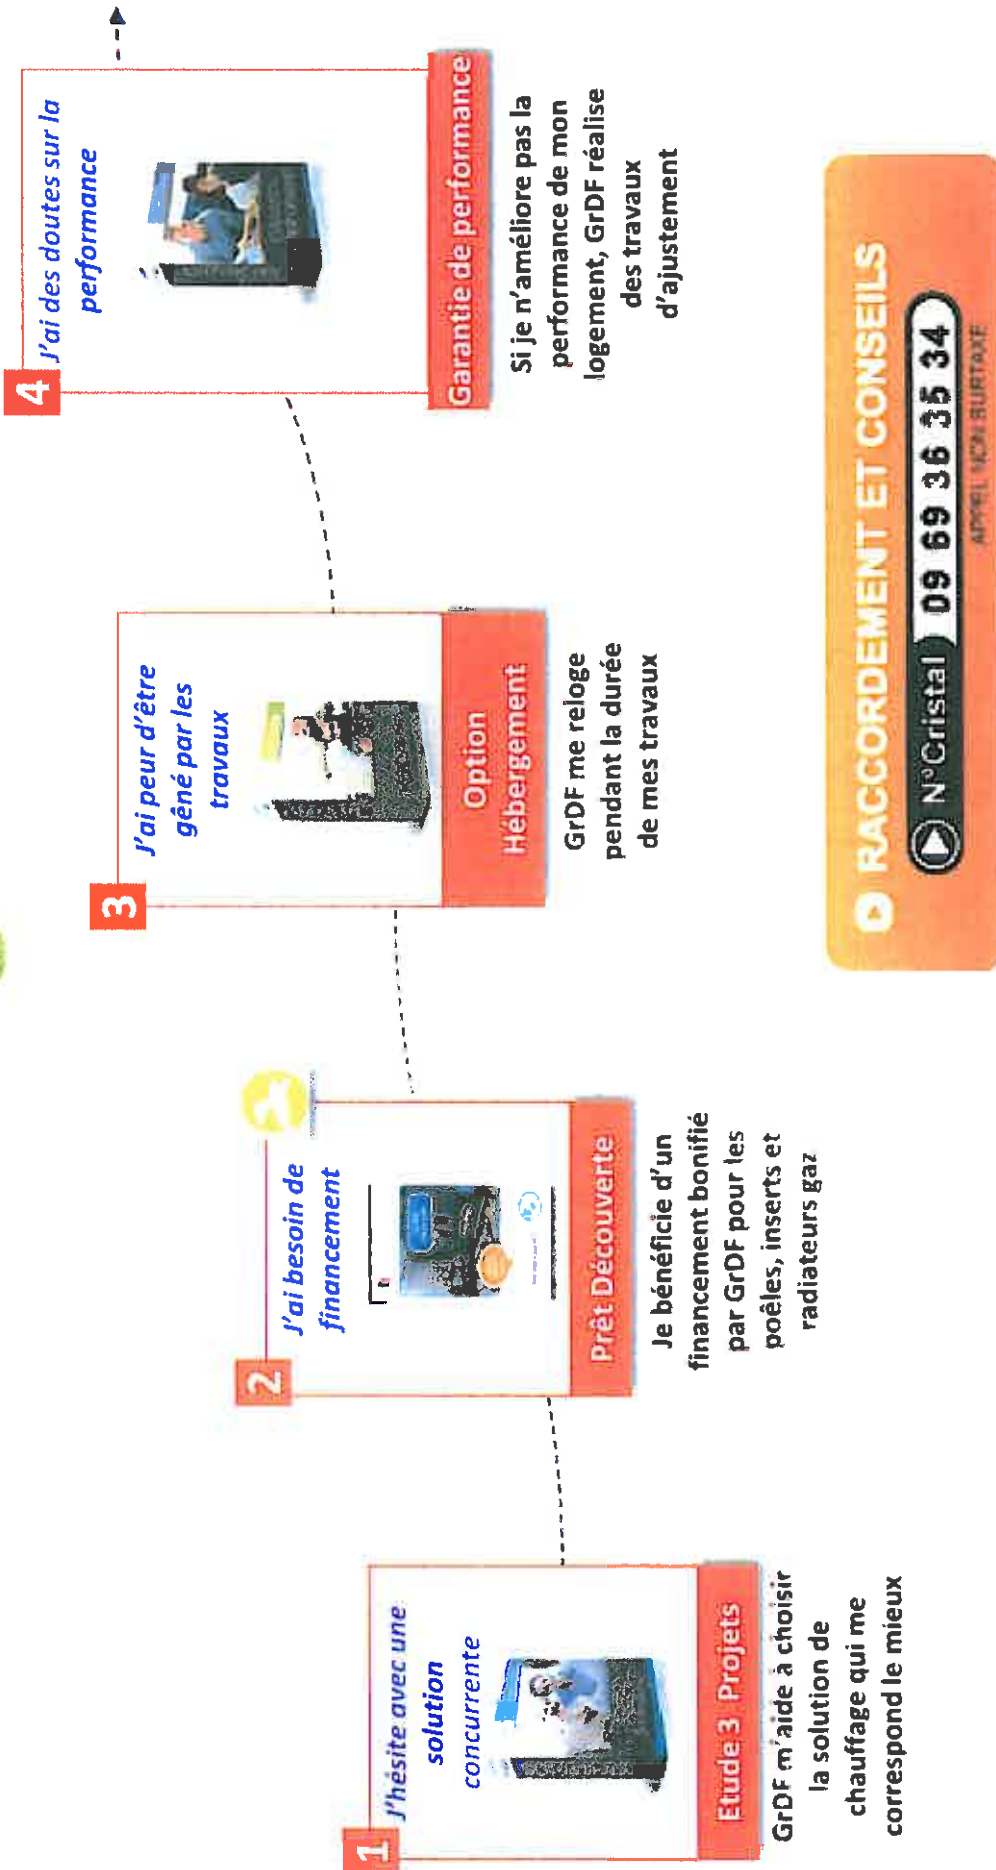 1
J'hésite avec une
solution
concurrente
Etude 3 Projets
GrDF m'aide à choisir
la solution de
chauffage qui me
correspond le mieux
2
J'ai besoin de
financement
Prêt Découverte
Je bénéficie d'un
financement bonifié
par GrDF pour les
poêles, inserts et
radiateurs gaz
3
J'ai peur d'être
gêné par les
travaux
Option
Hébergement
GrDF me reloge
pendant la durée
de mes travaux
4
J'ai des doutes sur la
performance
Garantie de performance
Si je n'améliore pas la
performance de mon
logement, GrDF réalise
des travaux
d'ajustement
RACCORDEMENT ET CONSEILS
N°Cristal 09 69 36 35 34
APPEL NON SURTAXE